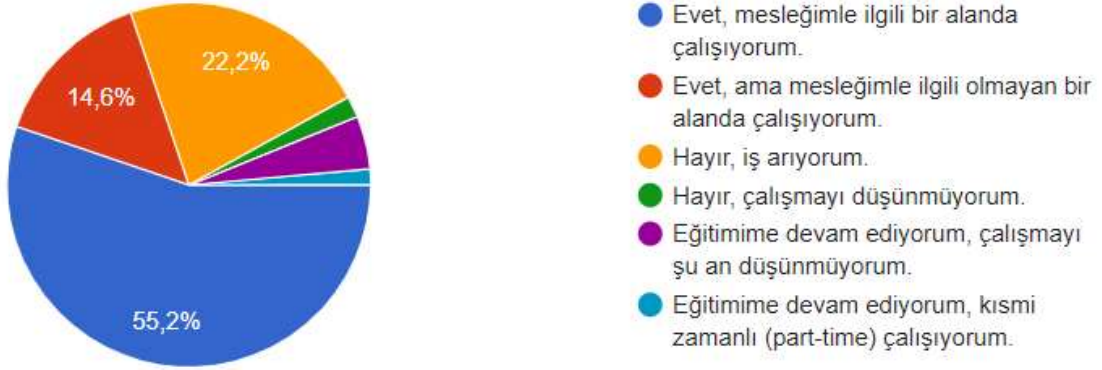 22,2%
14,6%
55,2%
Evet, mesleğimle ilgili bir alanda
çalışıyorum.
Evet, ama mesleğimle ilgili olmayan bir
alanda çalışıyorum.
Hayır, iş arıyorum.
Hayır, çalışmayı düşünmüyorum.
Eğitimime devam ediyorum, çalışmayı
şu an düşünmüyorum.
Eğitimime devam ediyorum, kısmi
zamanlı (part-time) çalışıyorum.